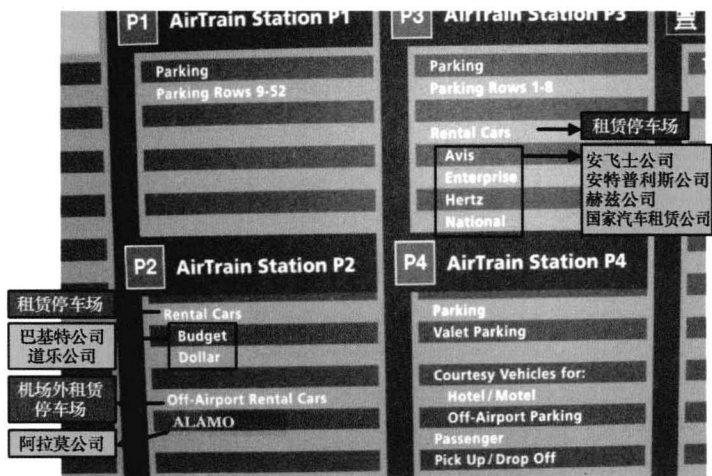 P1 AirTrain Station P1
Parking
Parking Rows 9-52
P3 AirTrain Station P3
Parking
Parking Rows 1-8
Rental Cars
租赁停车场
Avis
Enterprise
Hertz
National
安飞士公司
安特普利斯公司
赫兹公司
国家汽车租赁公司
P2 AirTrain Station P2
租赁停车场
Rental Cars
巴基特公司
道乐公司
Budget
Dollar
机场外租赁
停车场
Off-Airport Rental Cars
阿拉莫公司
ALAMO
P4 AirTrain Station P4
Parking
Valet Parking
Courtesy Vehicles for:
Hotel/Motel
Off-Airport Parking
Passenger
Pick Up/Drop Off